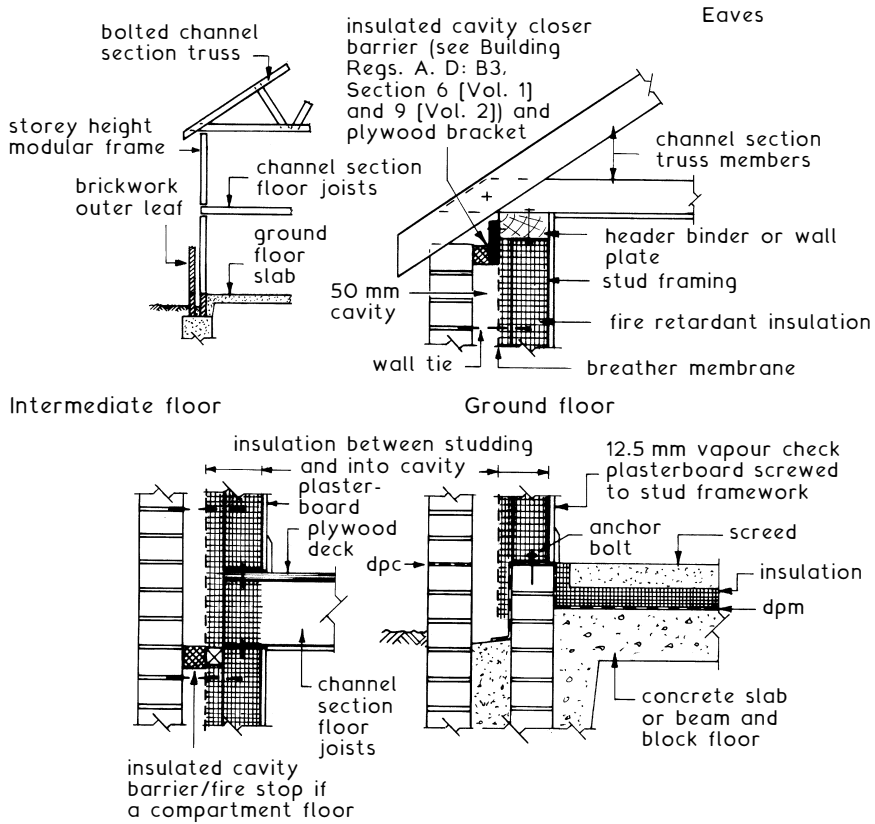 Eaves
bolted channel
section truss
storey height
modular frame
channel section
floor joists
brickwork
outer leaf
ground
floor
slab
insulated cavity closer
barrier (see Building
Regs. A. D: B3,
Section 6 [Vol. 1]
and 9 [Vol. 2]) and
plywood bracket
channel section
truss members
header binder or wall
plate
stud framing
50 mm
cavity
fire retardant insulation
wall tie
breather membrane
Intermediate floor
Ground floor
insulation between studding
and into cavity
plaster-
board
plywood
deck
channel
section
floor
joists
insulated cavity
barrier/fire stop if
a compartment floor
12.5 mm vapour check
plasterboard screwed
to stud framework
anchor
bolt
screed
dpc
insulation
dpm
concrete slab
or beam and
block floor